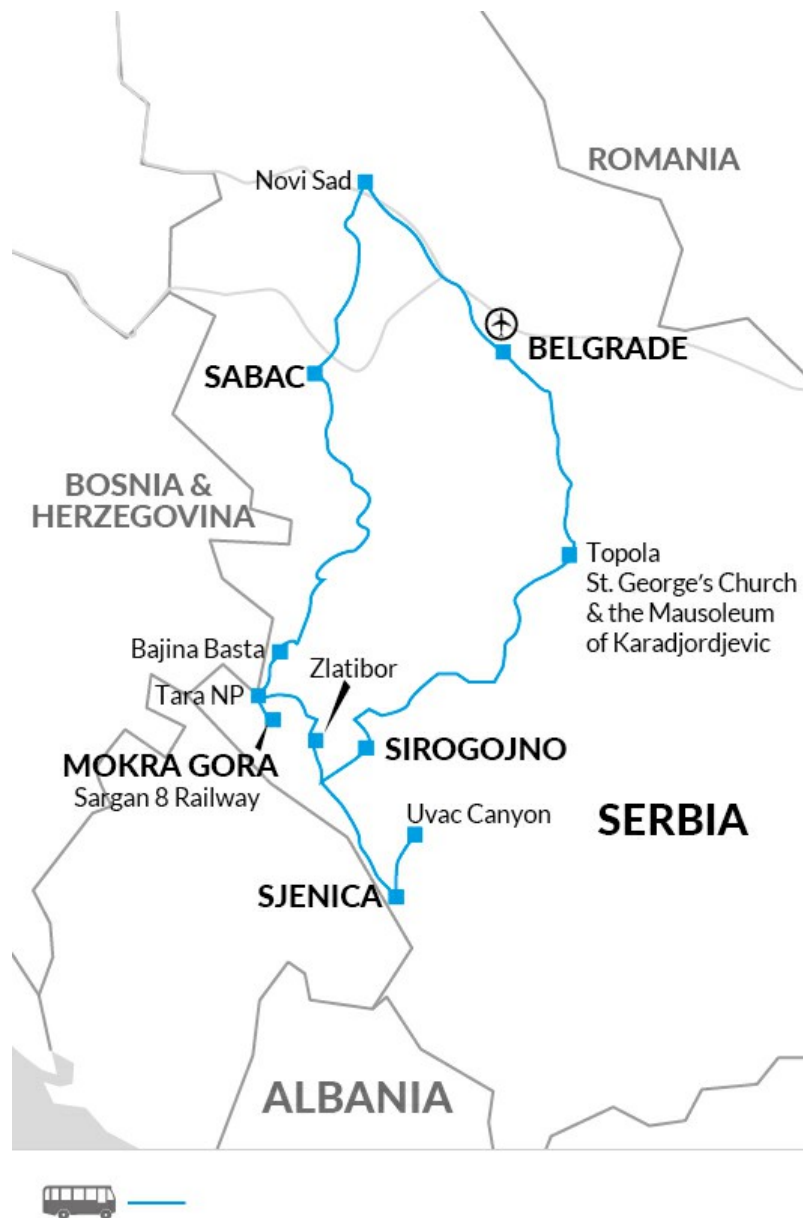 ROMANIA
Novi Sad
BELGRADE
SABAC
BOSNIA &
HERZEGOVINA
Topola
St. George's Church
& the Mausoleum
of Karadjordjevic
Bajina Basta
Zlatibor
Tara NP
MOKRA GORA
Sargan 8 Railway
SIROGOJNO
Uvac Canyon
SERBIA
SJENICA
ALBANIA